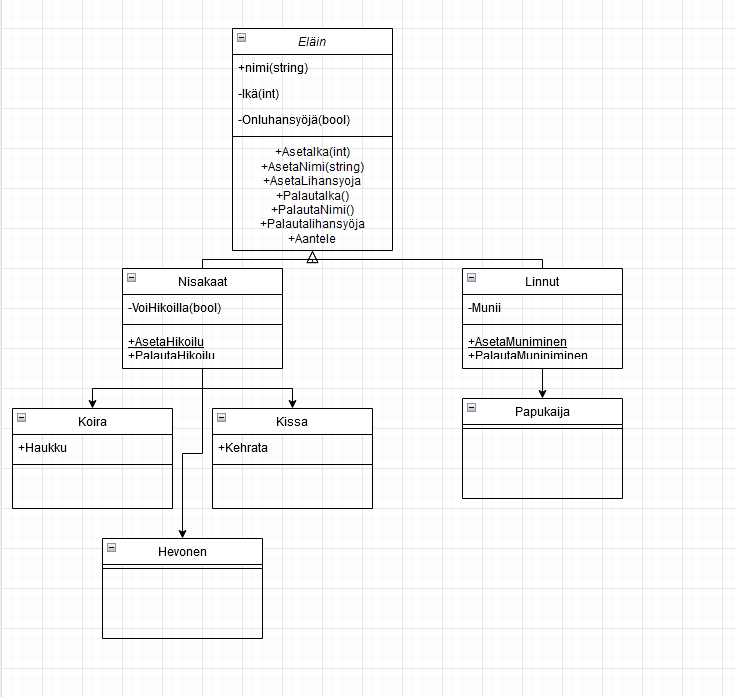 Eläin
+nimi(string)
-Ikä(int)
-Onluhansyöjä(bool)
+AsetaIka(int)
+AsetaNimi(string)
+AsetaLihansyoja
+PalautaIka()
+PalautaNimi()
+Palautalihansyöja
+Aantele
Nisakaat
-VoiHikoilla(bool)
+AsetaHikoilu
+PalautaHikoilu
Linnut
-Munii
+AsetaMuniminen
+PalautaMuniniminen
Koira
+Haukku
Kissa
+Kehrata
Papukaija
Hevonen